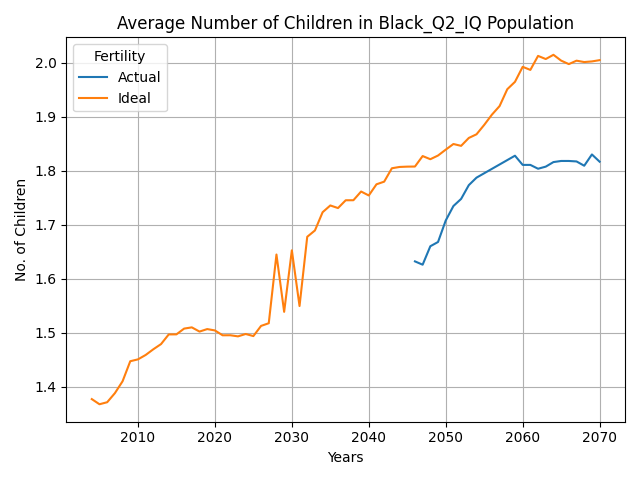 Average Number of Children in Black_Q2_IQ Population
Fertility
Actual
Ideal
No. of Children
2.0
1.9
1.8
1.7
1.6
1.5
1.4
2010 2020 2030 2040 2050 2060 2070
Years